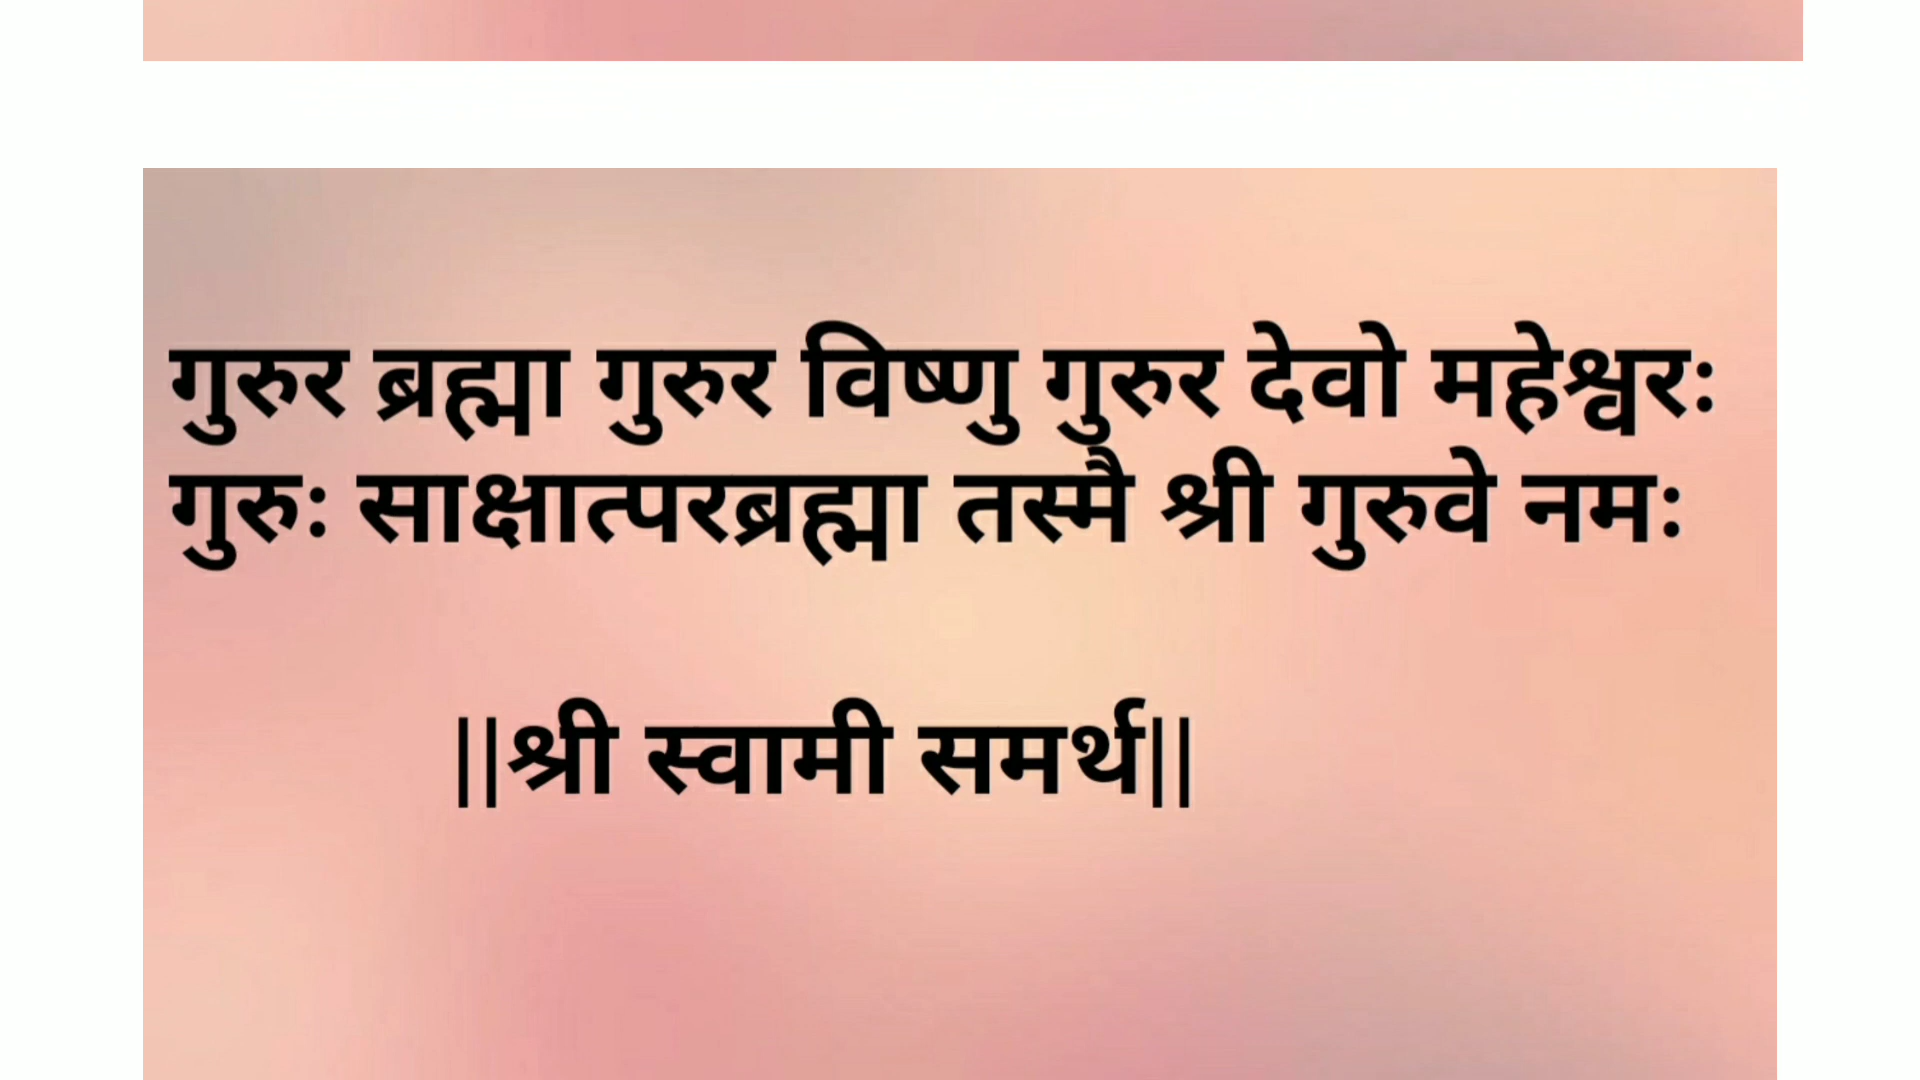 गुरुर ब्रह्मा गुरुर विष्णु गुरुर देवो महेश्वरः
गुरुः साक्षात्परब्रह्मा तस्मै श्री गुरुवे नमः
||श्री स्वामी समर्थ||